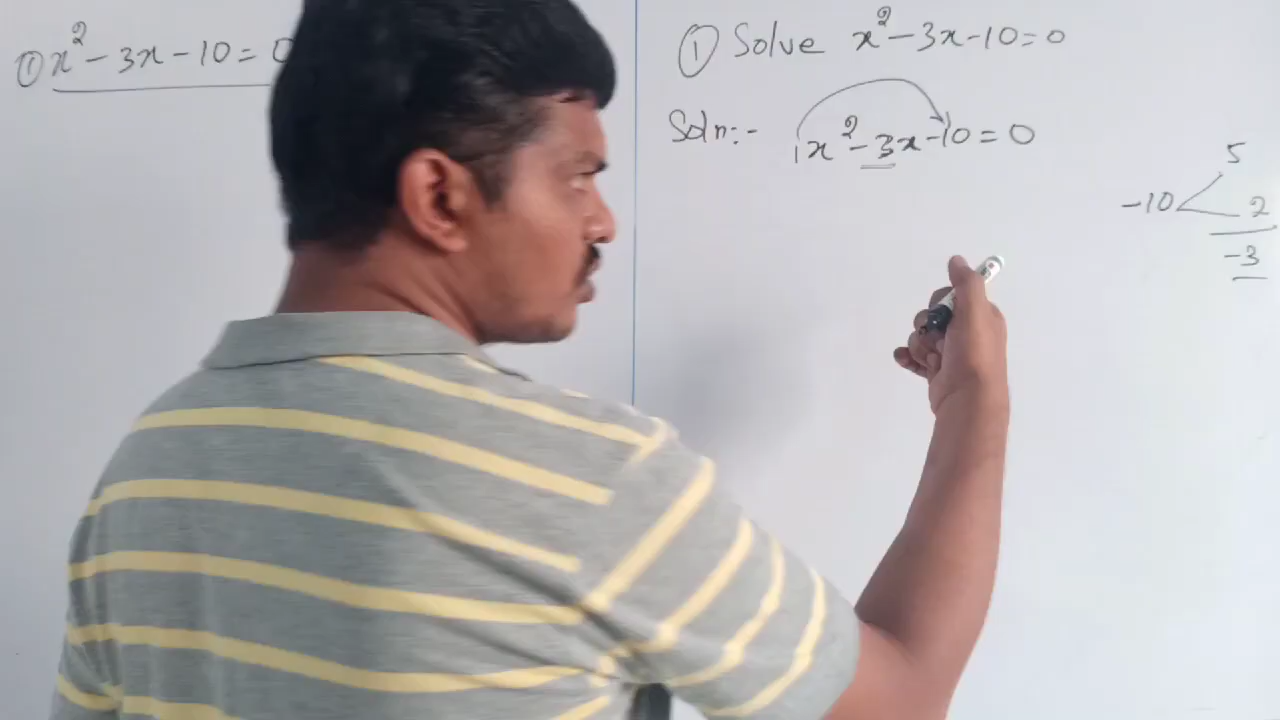 ① x² - 3x - 10 = 0
① Solve x² - 3x - 10 = 0
Soln:- 1x² - 3x - 10 = 0
5
-10 2
-3